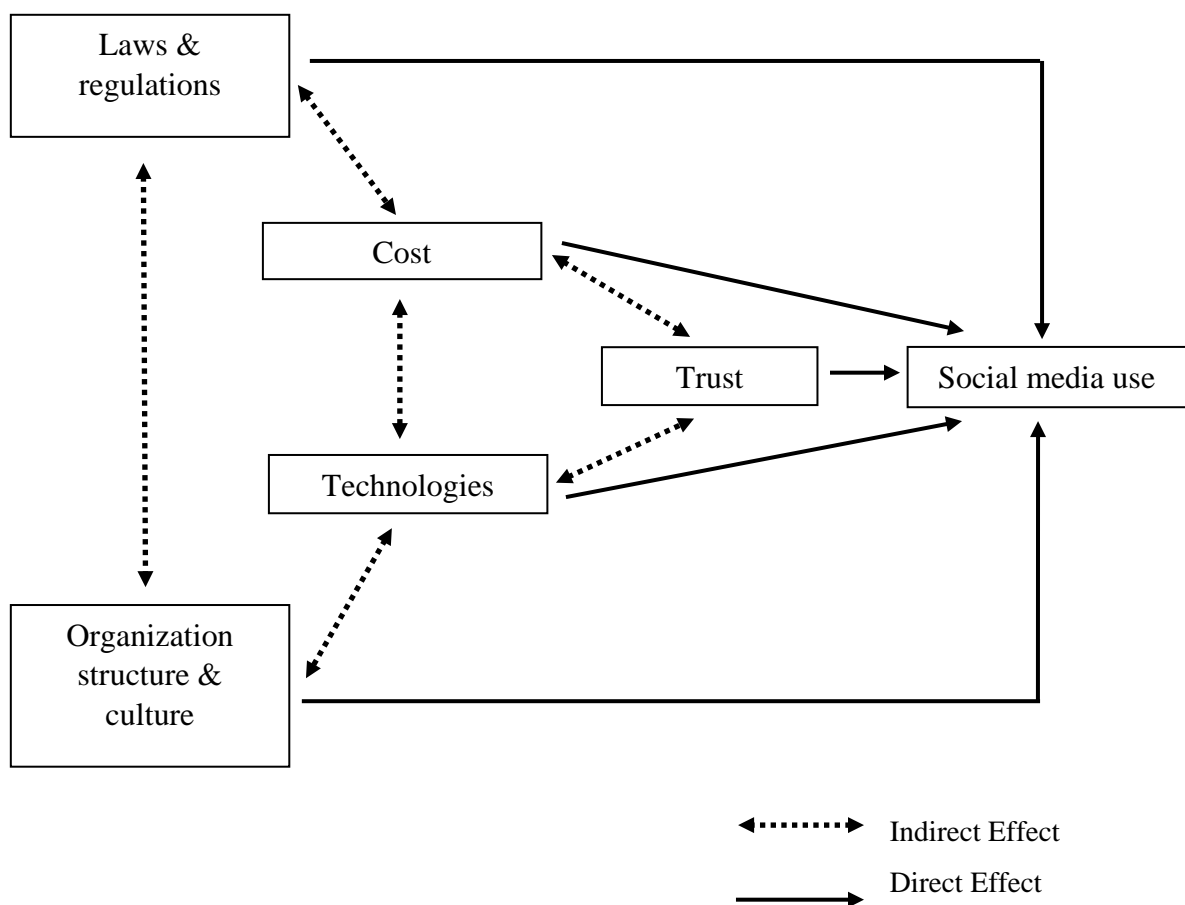 Laws &
regulations
Cost
Trust
Social media use
Technologies
Organization
structure &
culture
Indirect Effect
Direct Effect